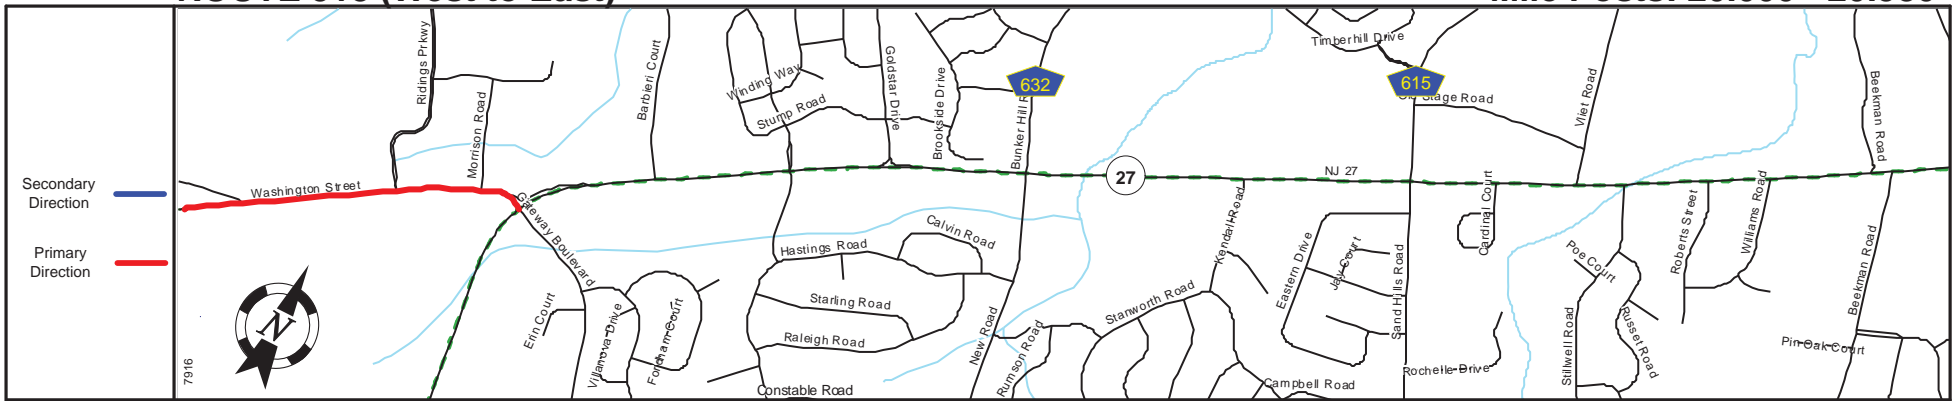 Secondary
Direction
Primary
Direction
7916
Ridings Prkwy
Morrison Road
Washington Street
Barbieri Court
Winding Way
Stump Road
Goldstar Drive
Brookside Drive
632
Bunker Hill R
27
Timberhill Drive
615
Old Stage Road
Vliet Road
NJ 27
Beekman Road
Gateway Boulevard
Erin Court
Villanova Drive
Fordham Court
Hastings Road
Calvin Road
Starling Road
Raleigh Road
Constable Road
New Road
Rumson Road
Stanworth Road
Kendall Road
Eastern Drive
Jay Court
Sand Hills Road
Campbell Road
Cardinal Court
Rochelle Drive
Poe Court
Stillwell Road
Russet Road
Roberts Street
Williams Road
Beekman Road
Pin Oak Court
N